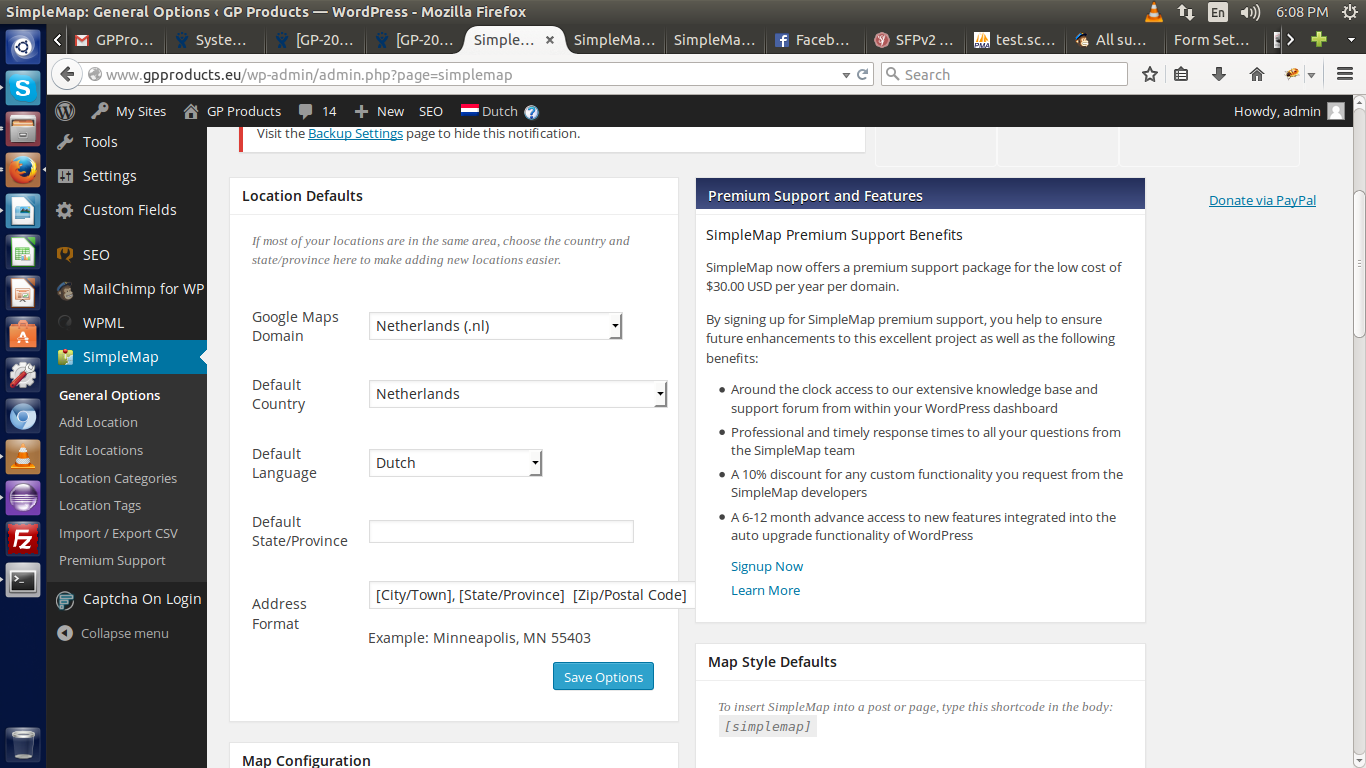 SimpleMap: General Options ‹ GP Products — WordPress - Mozilla Firefox
En
6:08 PM
GPPro...
Syste...
[GP-20...
[GP-20...
Simple...
SimpleMa...
SimpleMa...
Faceb...
SFPv2 ...
test.sc...
All su...
Form Set...
www.gpproducts.eu/wp-admin/admin.php?page=simplemap
Search
My Sites
GP Products
14
New
SEO
Dutch
Howdy, admin
Tools
Settings
Custom Fields
SEO
MailChimp for WP
WPML
SimpleMap
General Options
Add Location
Edit Locations
Location Categories
Location Tags
Import / Export CSV
Premium Support
Captcha On Login
Collapse menu
Visit the Backup Settings page to hide this notification.
Location Defaults
If most of your locations are in the same area, choose the country and
state/province here to make adding new locations easier.
Google Maps
Domain
Netherlands (.nl)
Default
Country
Netherlands
Default
Language
Dutch
Default
State/Province
Address
Format
[City/Town], [State/Province]  [Zip/Postal Code]
Example: Minneapolis, MN 55403
Save Options
Map Configuration
Premium Support and Features
SimpleMap Premium Support Benefits
SimpleMap now offers a premium support package for the low cost of
$30.00 USD per year per domain.
By signing up for SimpleMap premium support, you help to ensure
future enhancements to this excellent project as well as the following
benefits:
Around the clock access to our extensive knowledge base and
support forum from within your WordPress dashboard
Professional and timely response times to all your questions from
the SimpleMap team
A 10% discount for any custom functionality you request from the
SimpleMap developers
A 6-12 month advance access to new features integrated into the
auto upgrade functionality of WordPress
Signup Now
Learn More
Map Style Defaults
To insert SimpleMap into a post or page, type this shortcode in the body:
[simplemap]
Donate via PayPal